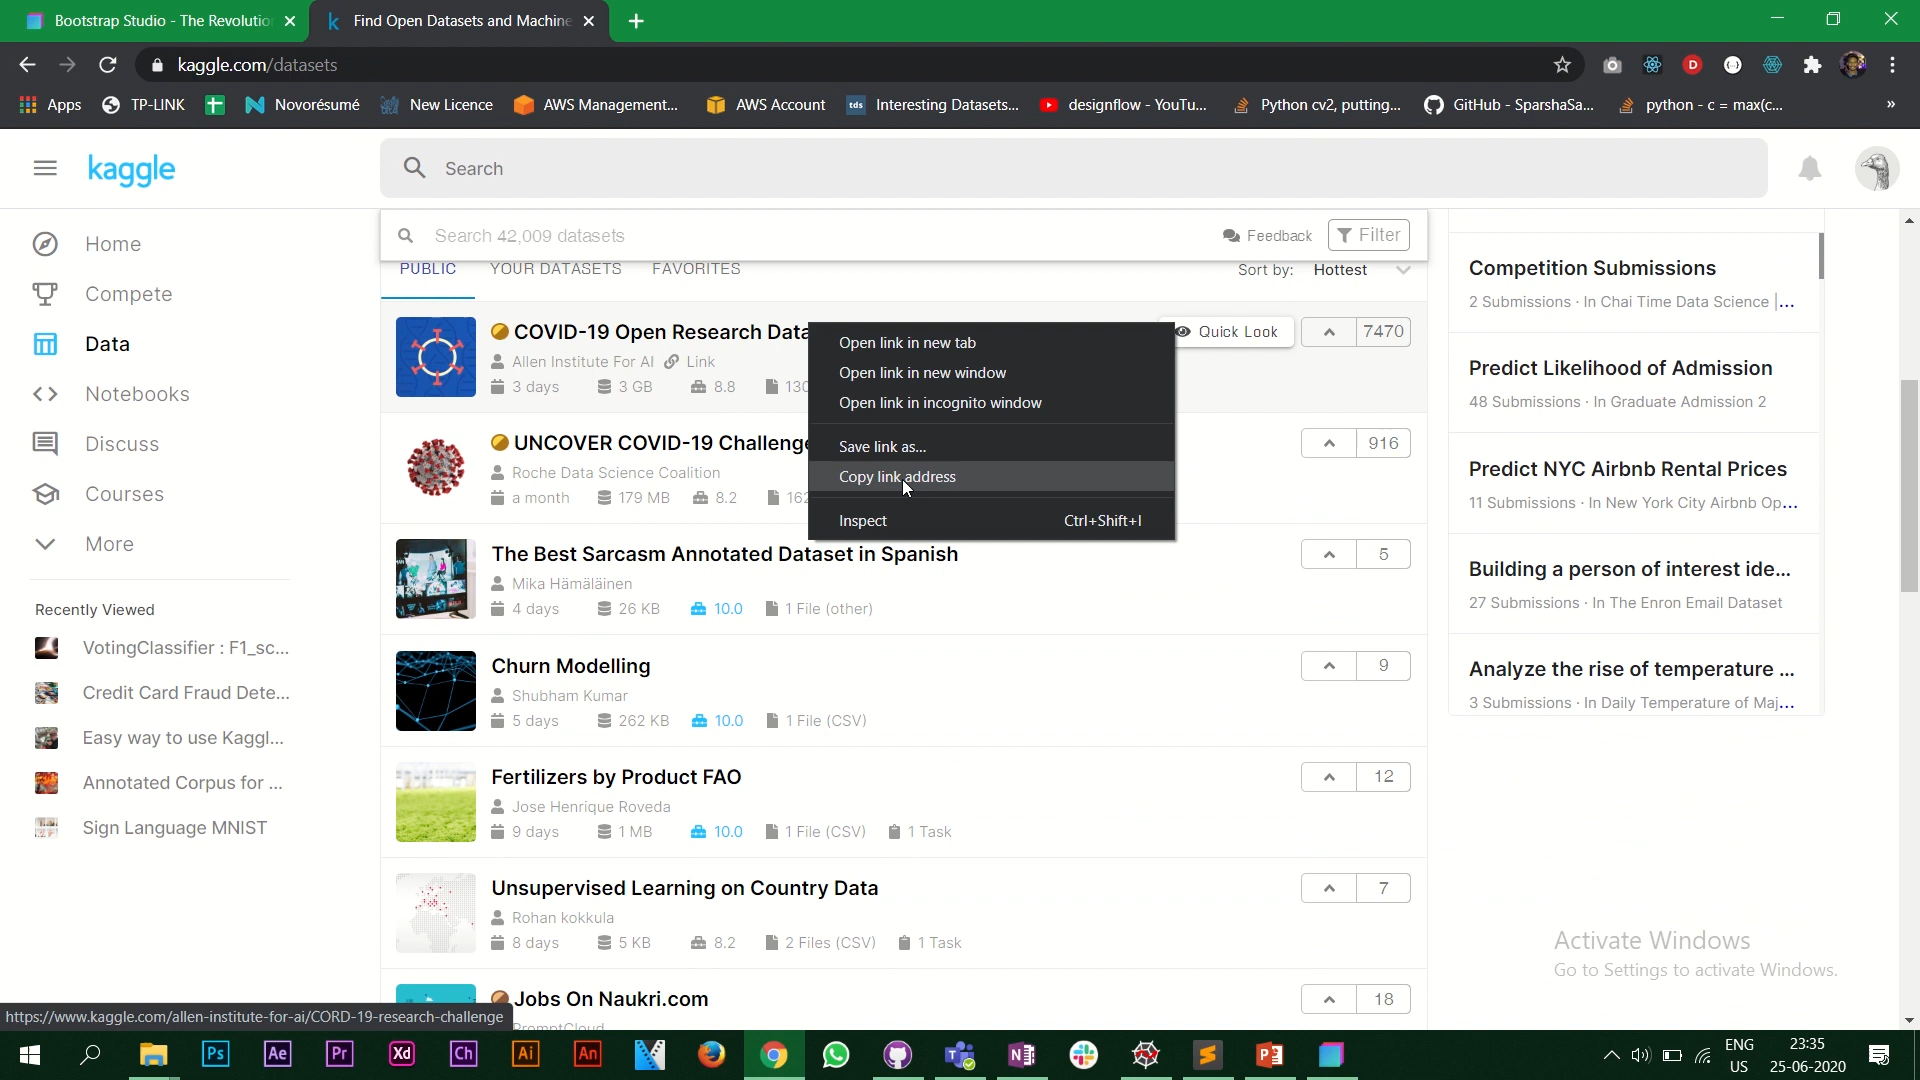 Bootstrap Studio - The Revolutio
Find Open Datasets and Machine
kaggle.com/datasets
Apps
TP-LINK
Novorésumé
New Licence
AWS Management...
AWS Account
tds
Interesting Datasets...
designflow - YouTu...
Python cv2, putting...
GitHub - SparshaSa...
python - c = max(c...
»
kaggle
Search
Home
Compete
Data
Notebooks
Discuss
Courses
More
Recently Viewed
VotingClassifier : F1_sc...
Credit Card Fraud Dete...
Easy way to use Kaggl...
Annotated Corpus for ...
Sign Language MNIST
Search 42,009 datasets
Feedback
Filter
PUBLIC
YOUR DATASETS
FAVORITES
Sort by:
Hottest
COVID-19 Open Research Data
Quick Look
7470
Allen Institute For AI
Link
3 days
3 GB
8.8
130
Open link in new tab
Open link in new window
Open link in incognito window
Save link as...
Copy link address
Inspect
Ctrl+Shift+I
UNCOVER COVID-19 Challenge
916
Roche Data Science Coalition
a month
179 MB
8.2
162
The Best Sarcasm Annotated Dataset in Spanish
5
Mika Hämäläinen
4 days
26 KB
10.0
1 File (other)
Churn Modelling
9
Shubham Kumar
5 days
262 KB
10.0
1 File (CSV)
Fertilizers by Product FAO
12
Jose Henrique Roveda
9 days
1 MB
10.0
1 File (CSV)
1 Task
Unsupervised Learning on Country Data
7
Rohan kokkula
8 days
5 KB
8.2
2 Files (CSV)
1 Task
Jobs On Naukri.com
18
PromptCloud
Competition Submissions
2 Submissions · In Chai Time Data Science |...
Predict Likelihood of Admission
48 Submissions · In Graduate Admission 2
Predict NYC Airbnb Rental Prices
11 Submissions · In New York City Airbnb Op...
Building a person of interest ide...
27 Submissions · In The Enron Email Dataset
Analyze the rise of temperature ...
3 Submissions · In Daily Temperature of Maj...
Activate Windows
Go to Settings to activate Windows.
https://www.kaggle.com/allen-institute-for-ai/CORD-19-research-challenge
Ps
Ae
Pr
Xd
Ch
Ai
An
ENG
US
23:35
25-06-2020